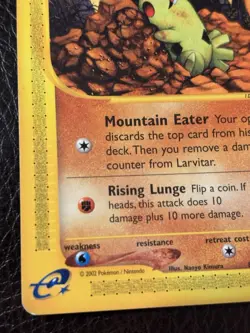 Mountain Eater Your op
discards the top card from his
deck. Then you remove a dam
counter from Larvitar.
Rising Lunge Flip a coin. If
heads, this attack does 10
damage plus 10 more damag
weakness resistance retreat cost
Illus. Naoyo Kimura
© 2002 Pokémon / Nintendo
e